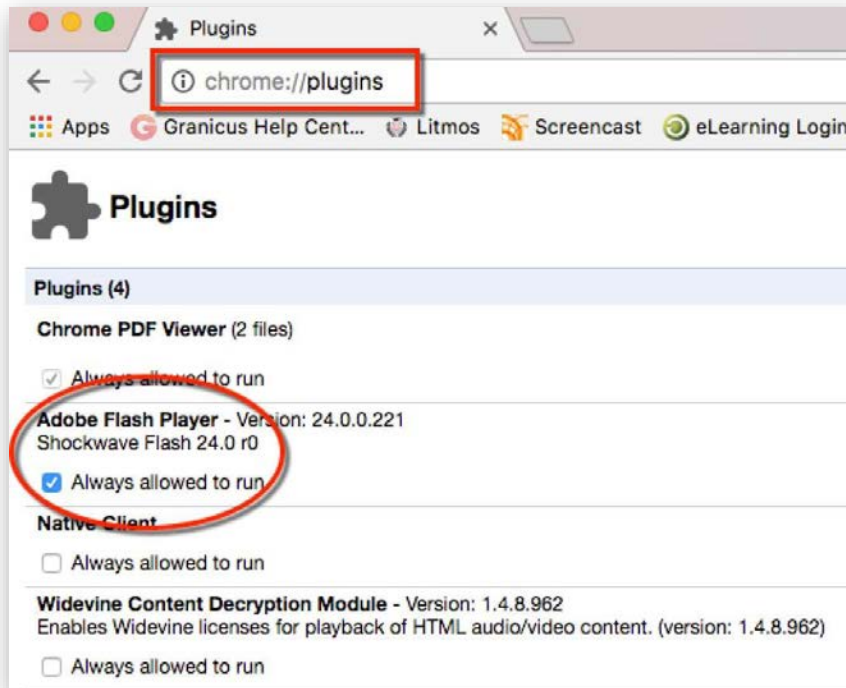 Plugins
chrome://plugins
Apps Granicus Help Cent... Litmos Screencast eLearning Login
Plugins
Plugins (4)
Chrome PDF Viewer (2 files)
Always allowed to run
Adobe Flash Player - Version: 24.0.0.221
Shockwave Flash 24.0 r0
Always allowed to run
Native Client
Always allowed to run
Widevine Content Decryption Module - Version: 1.4.8.962
Enables Widevine licenses for playback of HTML audio/video content. (version: 1.4.8.962)
Always allowed to run